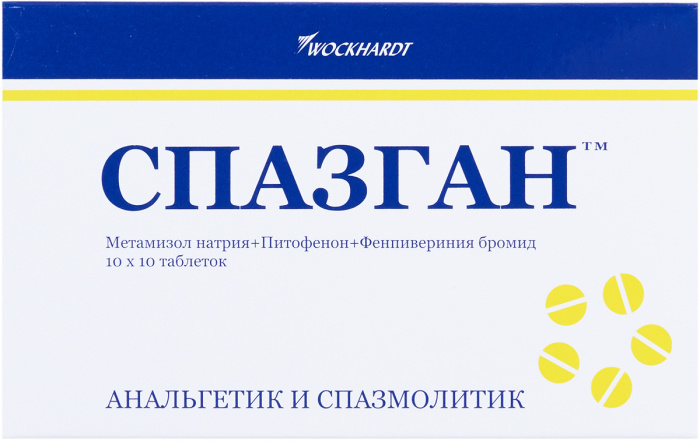 WOCKHARDT
СПАЗГАН™
Метамизол натрия+Питофенон+Фенпивериния бромид
10 x 10 таблеток
АНАЛЬГЕТИК И СПАЗМОЛИТИК